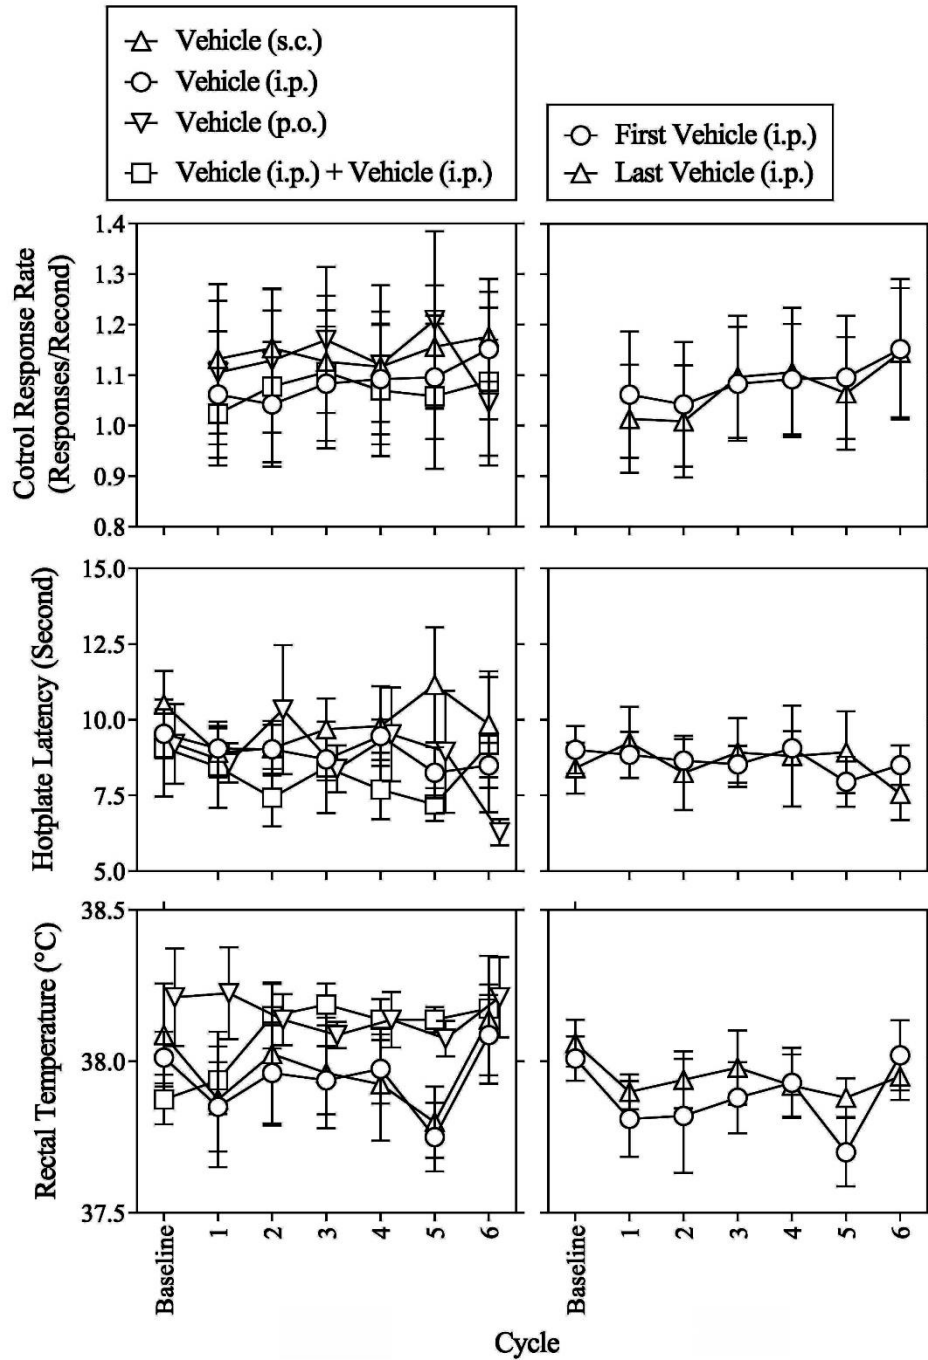 Vehicle (s.c.)
Vehicle (i.p.)
Vehicle (p.o.)
Vehicle (i.p.) + Vehicle (i.p.)
First Vehicle (i.p.)
Last Vehicle (i.p.)
Cotrol Response Rate
(Responses/Recond)
1.4
1.3
1.2
1.1
1.0
0.9
0.8
Hotplate Latency (Second)
15.0
12.5
10.0
7.5
5.0
Rectal Temperature (°C)
38.5
38.0
37.5
Baseline
1
2
3
4
5
6
Baseline
1
2
3
4
5
6
Cycle